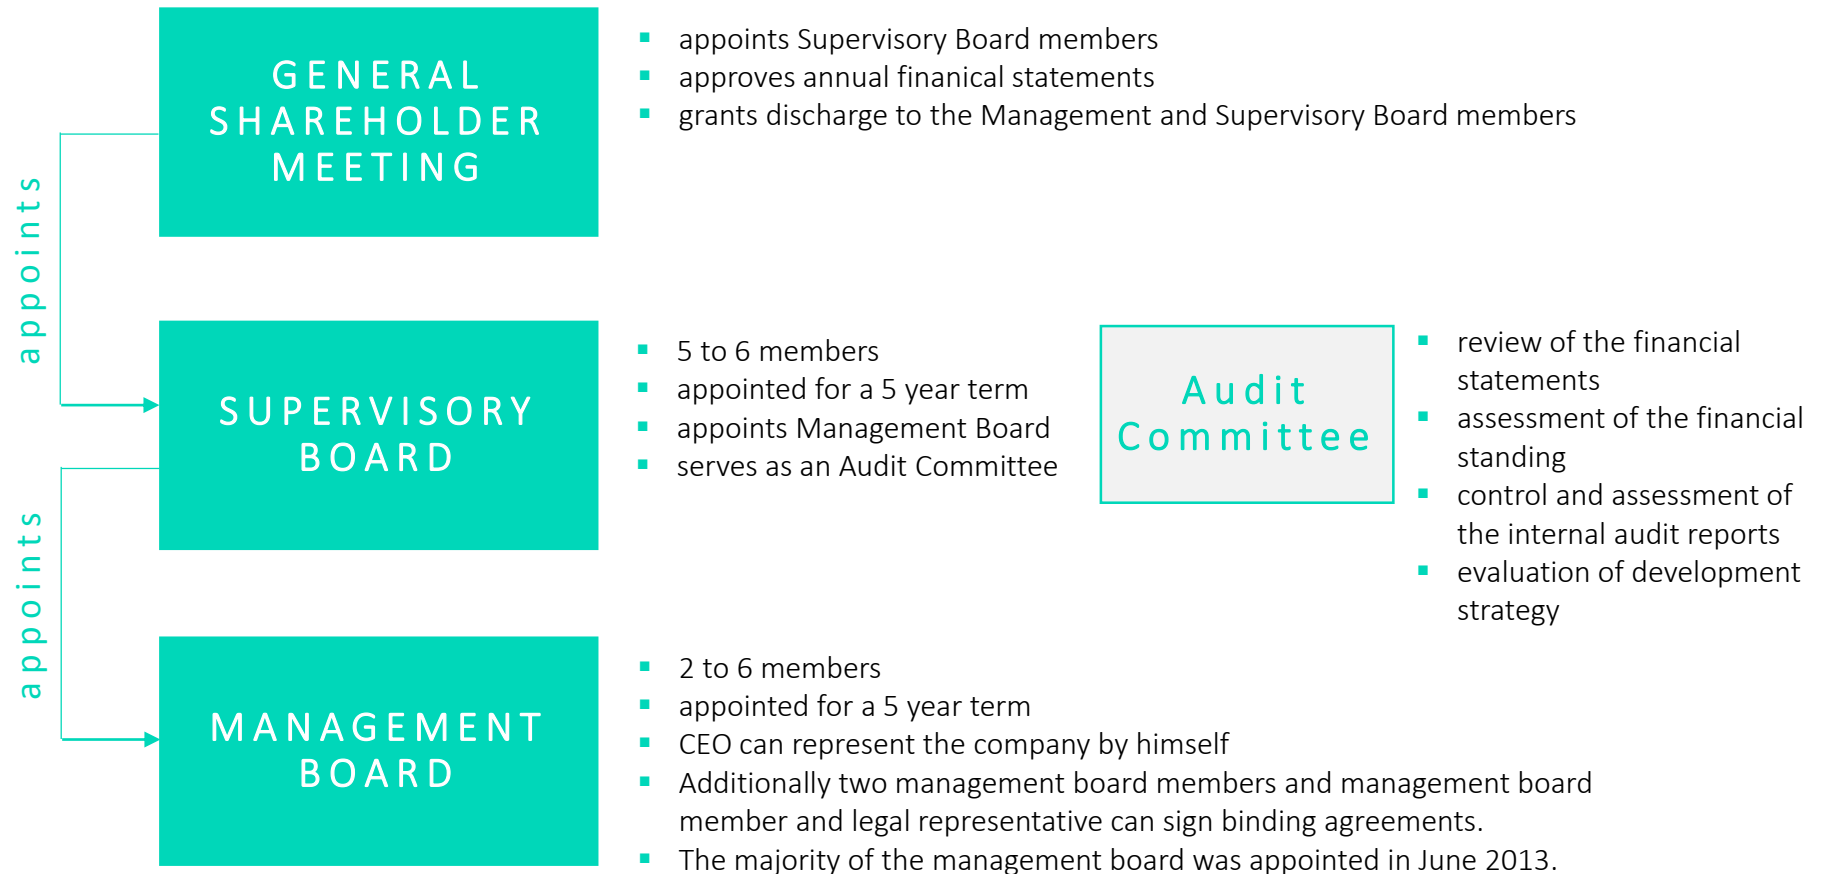 GENERAL
SHAREHOLDER
MEETING
appoints Supervisory Board members
approves annual finanical statements
grants discharge to the Management and Supervisory Board members
appoints
SUPERVISORY
BOARD
5 to 6 members
appointed for a 5 year term
appoints Management Board
serves as an Audit Committee
Audit
Committee
review of the financial
statements
assessment of the financial
standing
control and assessment of
the internal audit reports
evaluation of development
strategy
appoints
MANAGEMENT
BOARD
2 to 6 members
appointed for a 5 year term
CEO can represent the company by himself
Additionally two management board members and management board
member and legal representative can sign binding agreements.
The majority of the management board was appointed in June 2013.